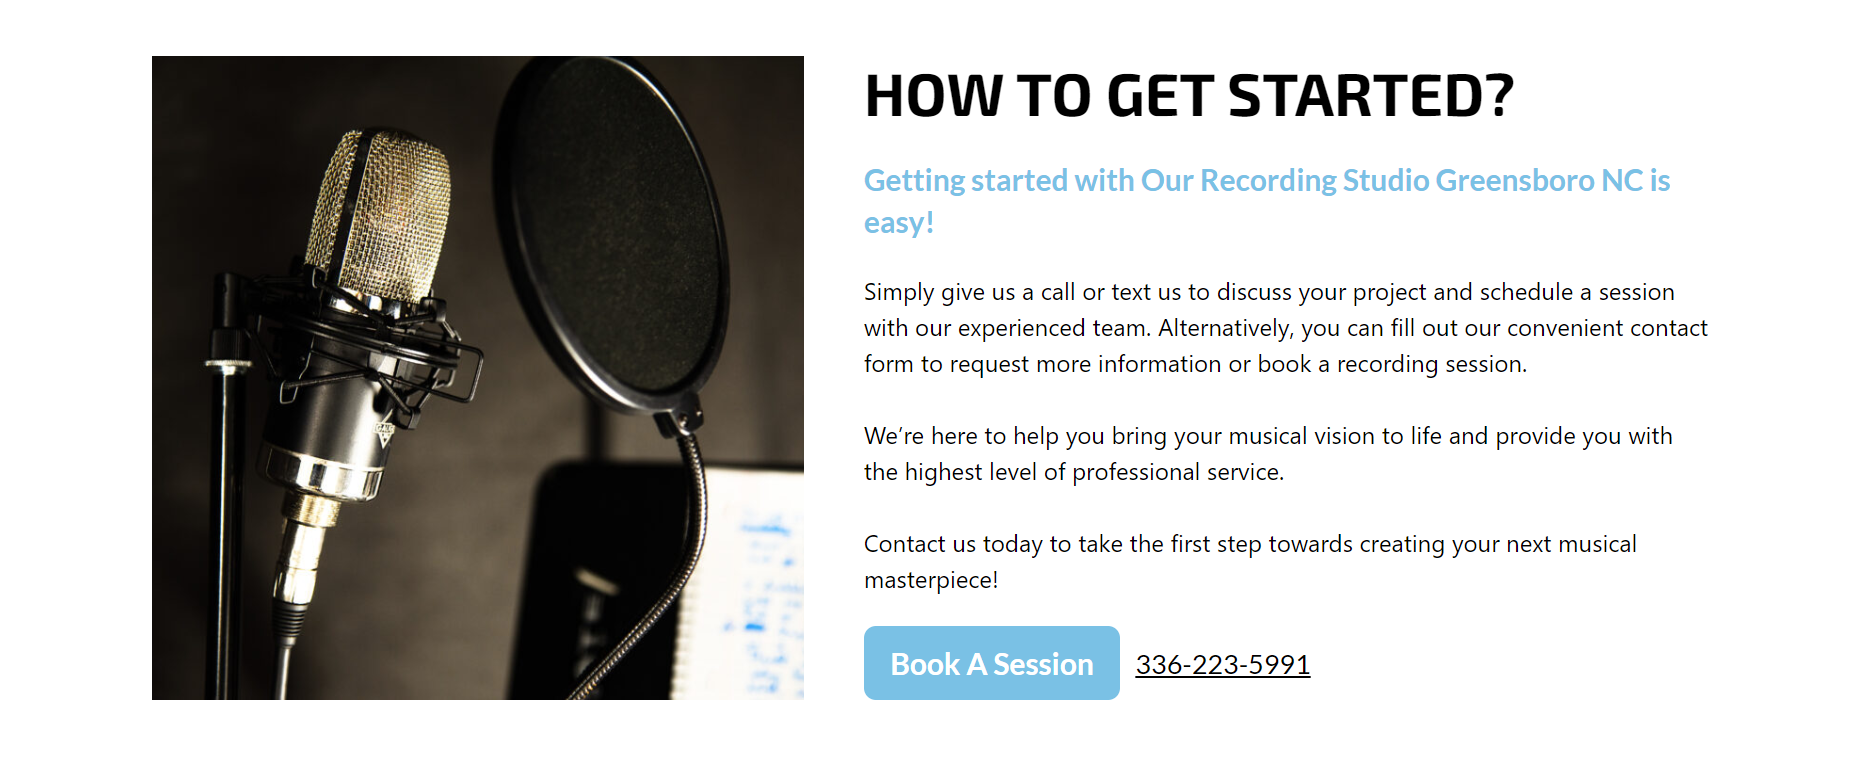 HOW TO GET STARTED?
Getting started with Our Recording Studio Greensboro NC is
easy!
Simply give us a call or text us to discuss your project and schedule a session
with our experienced team. Alternatively, you can fill out our convenient contact
form to request more information or book a recording session.
We’re here to help you bring your musical vision to life and provide you with
the highest level of professional service.
Contact us today to take the first step towards creating your next musical
masterpiece!
Book A Session 336-223-5991